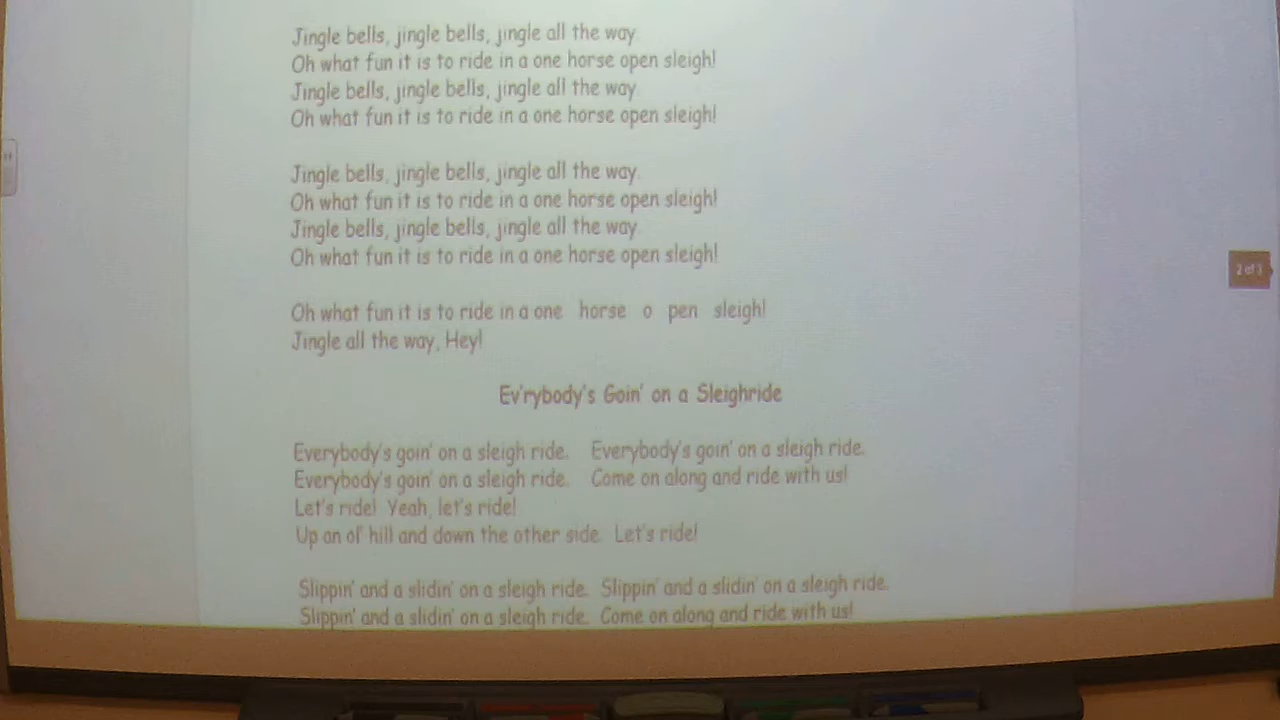 Jingle bells, jingle bells, jingle all the way.
Oh what fun it is to ride in a one horse open sleigh!
Jingle bells, jingle bells, jingle all the way.
Oh what fun it is to ride in a one horse open sleigh!
Jingle bells, jingle bells, jingle all the way.
Oh what fun it is to ride in a one horse open sleigh!
Jingle bells, jingle bells, jingle all the way.
Oh what fun it is to ride in a one horse open sleigh!
Oh what fun it is to ride in a one horse o pen sleigh!
Jingle all the way, Hey!
Ev'rybody's Goin' on a Sleighride
Everybody's goin' on a sleigh ride. Everybody's goin' on a sleigh ride.
Everybody's goin' on a sleigh ride. Come on along and ride with us!
Let's ride! Yeah, let's ride!
Up an ol' hill and down the other side. Let's ride!
Slippin' and a slidin' on a sleigh ride. Slippin' and a slidin' on a sleigh ride.
Slippin' and a slidin' on a sleigh ride. Come on along and ride with us!
2 of 3